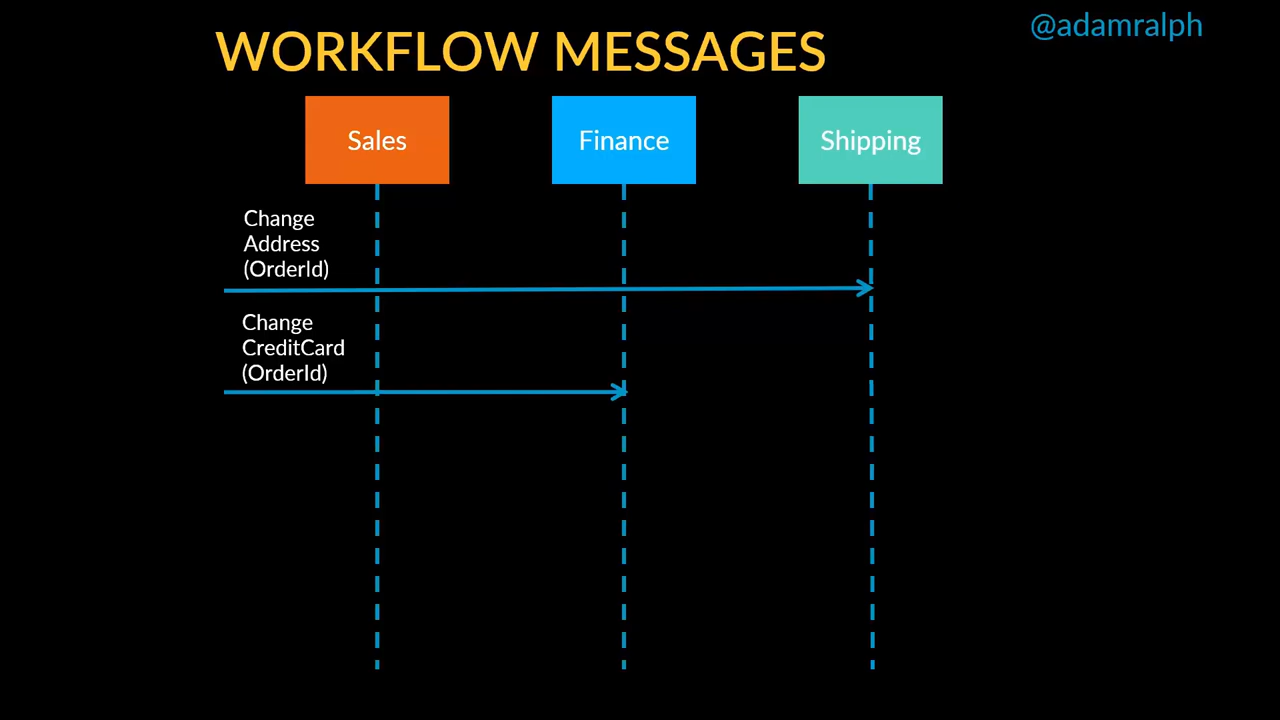 WORKFLOW MESSAGES
@adamralph
Sales
Finance
Shipping
Change
Address
(OrderId)
Change
CreditCard
(OrderId)